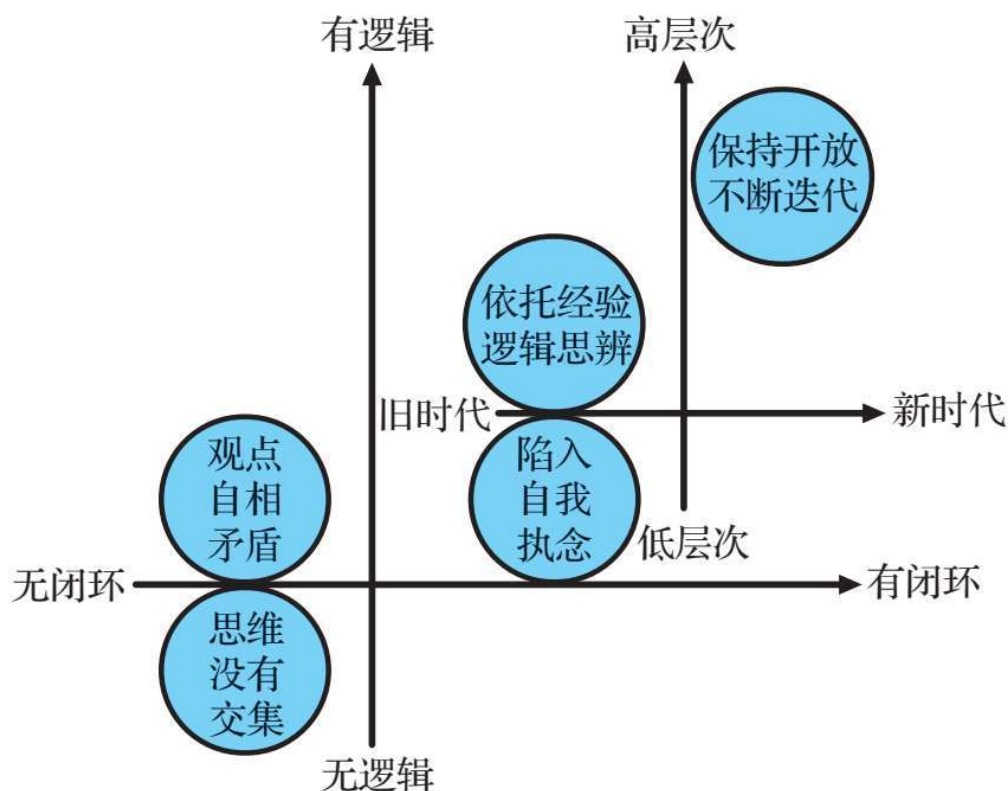 有逻辑
高层次
保持开放
不断迭代
依托经验
逻辑思辨
旧时代
新时代
观点
自相
矛盾
陷入
自我
执念
低层次
无闭环
有闭环
思维
没有
交集
无逻辑